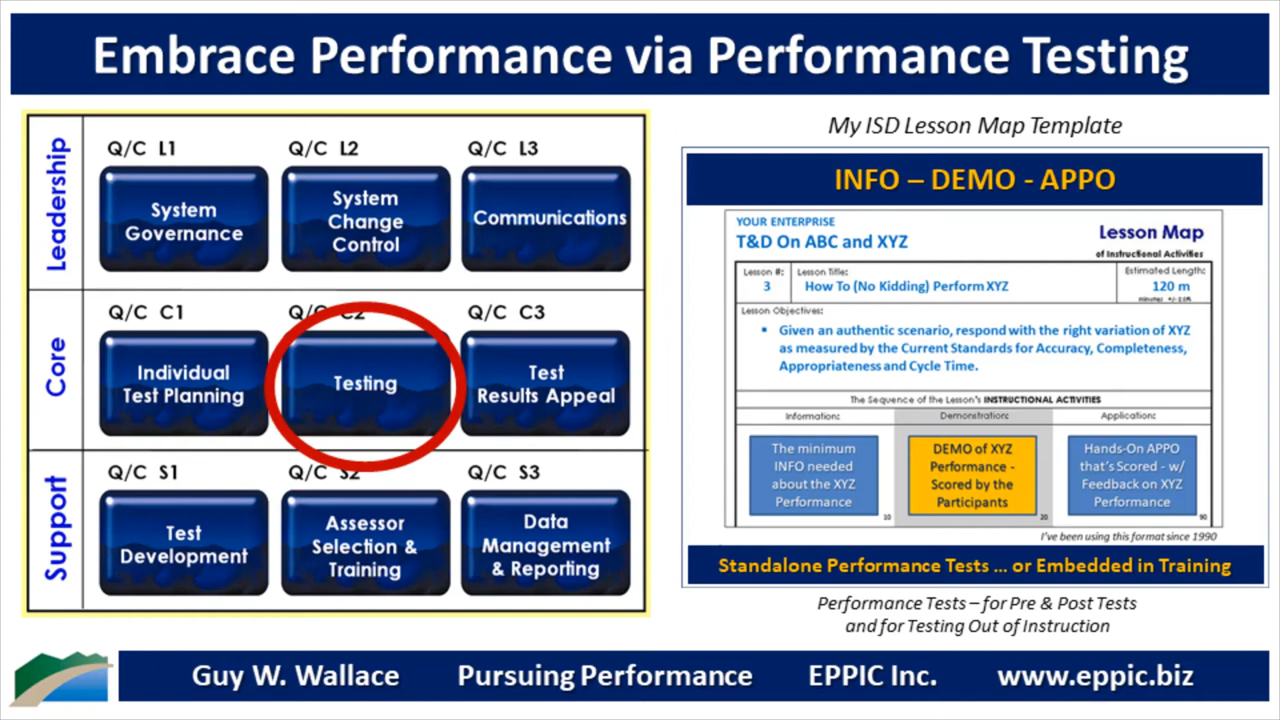 Embrace Performance via Performance Testing
Leadership
Q/C L1
System
Governance
Q/C L2
System
Change
Control
Q/C L3
Communications
Core
Q/C C1
Individual
Test Planning
Q/C C2
Testing
Q/C C3
Test
Results Appeal
Support
Q/C S1
Test
Development
Q/C S2
Assessor
Selection &
Training
Q/C S3
Data
Management
& Reporting
My ISD Lesson Map Template
INFO – DEMO - APPO
YOUR ENTERPRISE
T&D On ABC and XYZ
Lesson Map
of Instructional Activities
Lesson #:
3
Lesson Title:
How To (No Kidding) Perform XYZ
Estimated Length:
120 m
minutes +/-
Lesson Objectives:
▪ Given an authentic scenario, respond with the right variation of XYZ
as measured by the Current Standards for Accuracy, Completeness,
Appropriateness and Cycle Time.
The Sequence of the Lesson's INSTRUCTIONAL ACTIVITIES
Information:
Demonstration:
Application:
The minimum
INFO needed
about the XYZ
Performance
10
DEMO of XYZ
Performance -
Scored by the
Participants
20
Hands-On APPO
that's Scored - w/
Feedback on XYZ
Performance
90
I've been using this format since 1990
Standalone Performance Tests ... or Embedded in Training
Performance Tests – for Pre & Post Tests
and for Testing Out of Instruction
Guy W. Wallace Pursuing Performance EPPIC Inc. www.eppic.biz